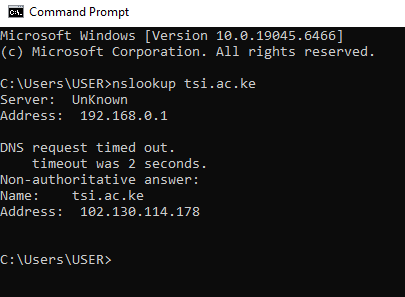 Command Prompt
Microsoft Windows [Version 10.0.19045.6466]
(c) Microsoft Corporation. All rights reserved.
C:\Users\USER>nslookup tsi.ac.ke
Server:  UnKnown
Address:  192.168.0.1
DNS request timed out.
    timeout was 2 seconds.
Non-authoritative answer:
Name:    tsi.ac.ke
Address:  102.130.114.178
C:\Users\USER>